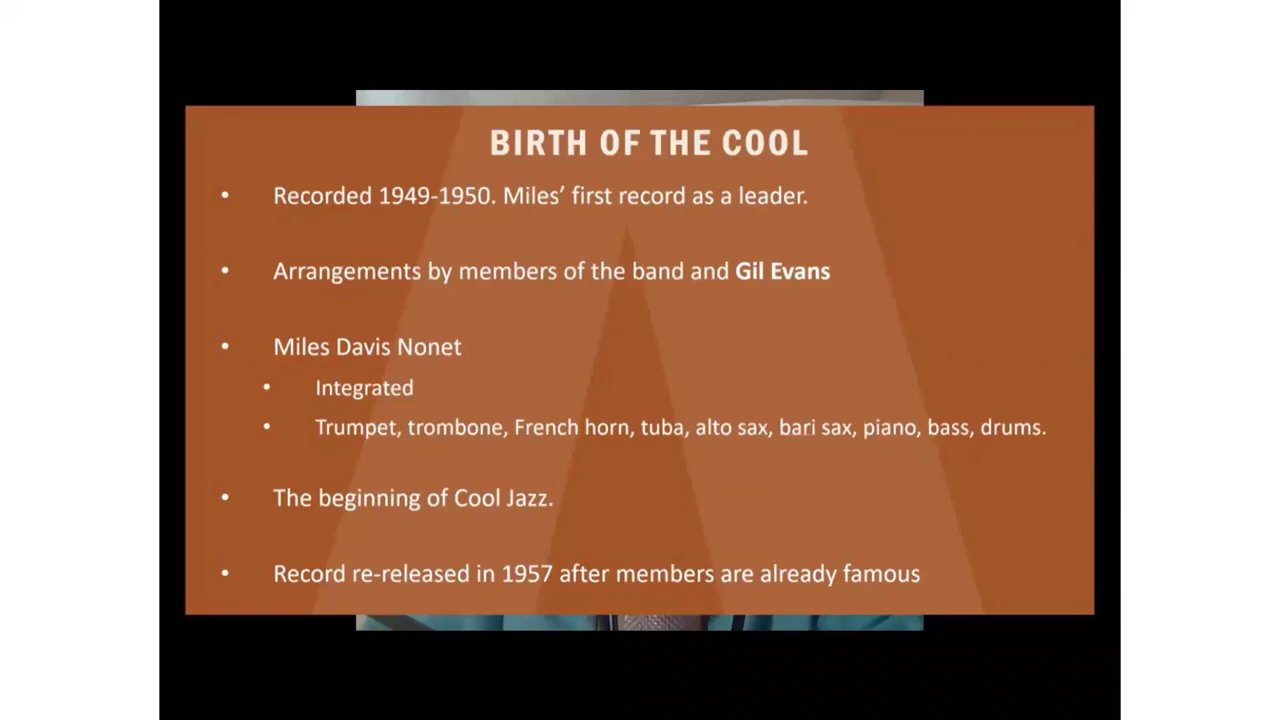 BIRTH OF THE COOL
• Recorded 1949-1950. Miles’ first record as a leader.
• Arrangements by members of the band and Gil Evans
• Miles Davis Nonet
• Integrated
• Trumpet, trombone, French horn, tuba, alto sax, bari sax, piano, bass, drums.
• The beginning of Cool Jazz.
• Record re-released in 1957 after members are already famous